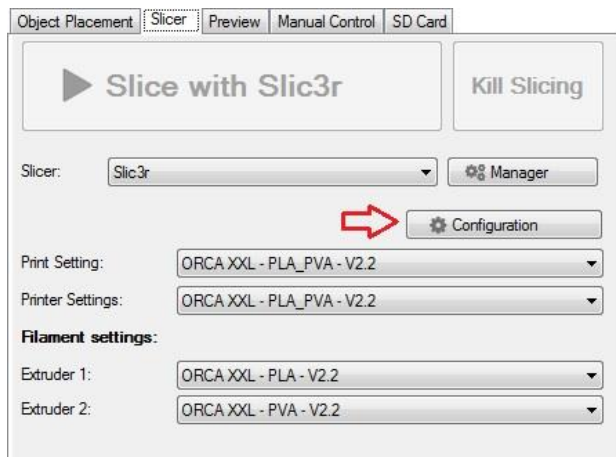 Object Placement Slicer Preview Manual Control SD Card
Slice with Slic3r Kill Slicing
Slicer: Slic3r Manager
Configuration
Print Setting: ORCA XXL - PLA_PVA - V2.2
Printer Settings: ORCA XXL - PLA_PVA - V2.2
Filament settings:
Extruder 1: ORCA XXL - PLA - V2.2
Extruder 2: ORCA XXL - PVA - V2.2